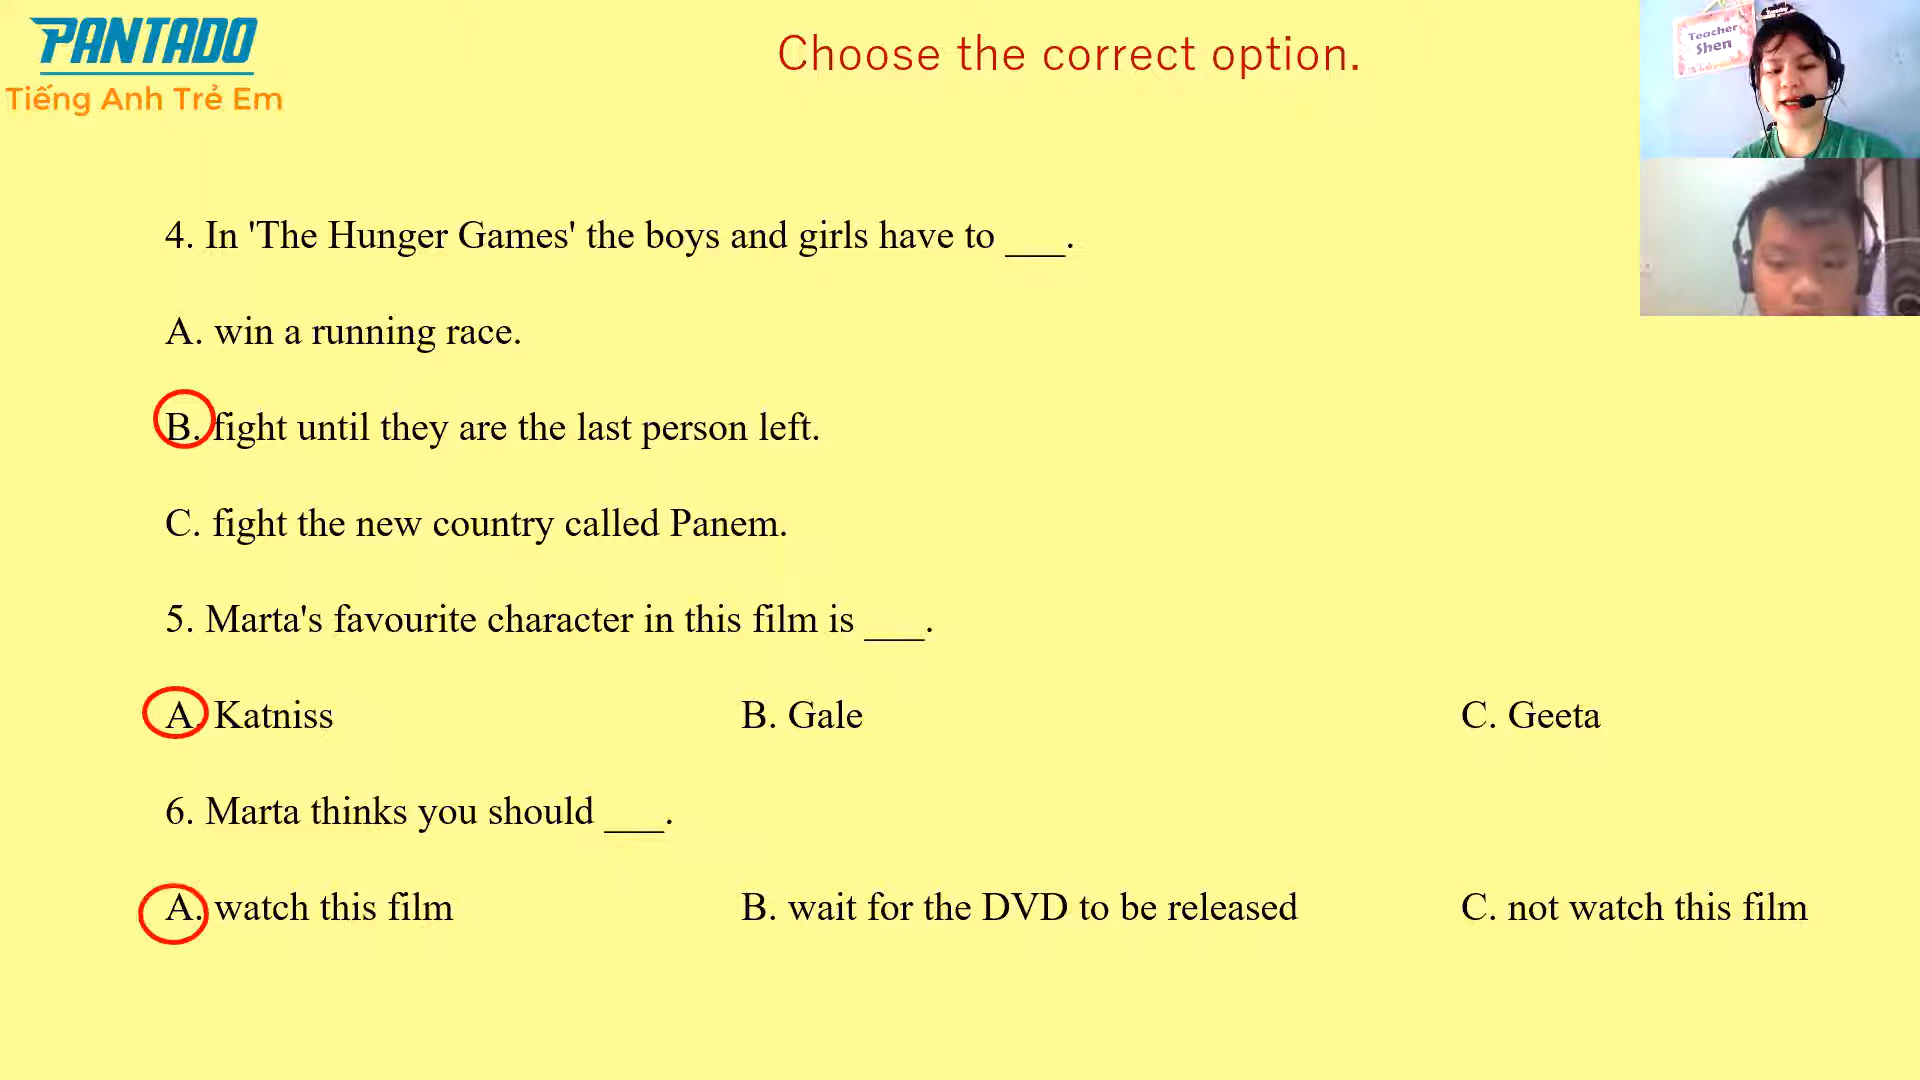 PANTADO
Tiếng Anh Trẻ Em
Choose the correct option.
Teacher
Shen
4. In 'The Hunger Games' the boys and girls have to ___.
A. win a running race.
B. fight until they are the last person left.
C. fight the new country called Panem.
5. Marta's favourite character in this film is ___.
A. Katniss B. Gale C. Geeta
6. Marta thinks you should ___.
A. watch this film B. wait for the DVD to be released C. not watch this film